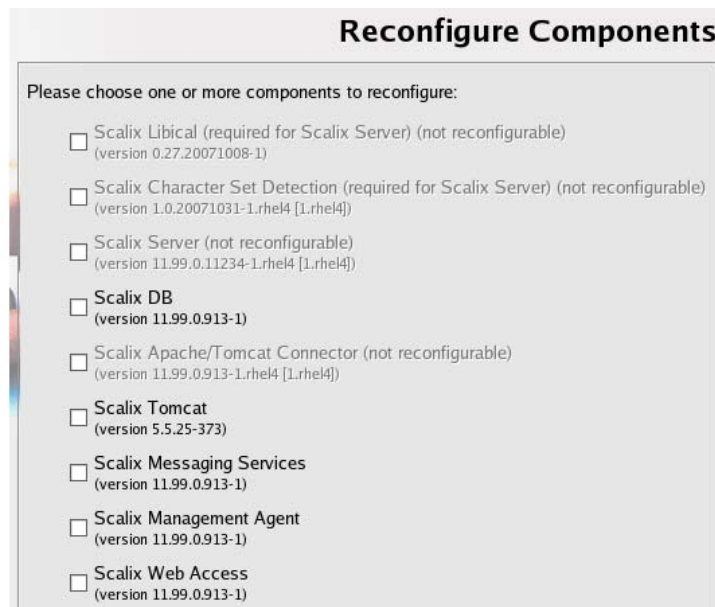 Reconfigure Components
Please choose one or more components to reconfigure:
Scalix Libical (required for Scalix Server) (not reconfigurable)
(version 0.27.20071008-1)
Scalix Character Set Detection (required for Scalix Server) (not reconfigurable)
(version 1.0.20071031-1.rhel4 [1.rhel4])
Scalix Server (not reconfigurable)
(version 11.99.0.11234-1.rhel4 [1.rhel4])
Scalix DB
(version 11.99.0.913-1)
Scalix Apache/Tomcat Connector (not reconfigurable)
(version 11.99.0.913-1.rhel4 [1.rhel4])
Scalix Tomcat
(version 5.5.25-373)
Scalix Messaging Services
(version 11.99.0.913-1)
Scalix Management Agent
(version 11.99.0.913-1)
Scalix Web Access
(version 11.99.0.913-1)